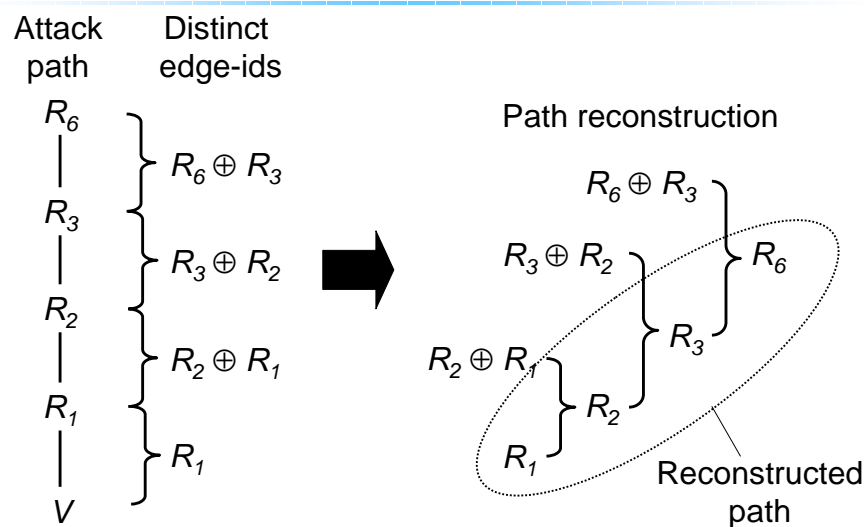 Attack
path
Distinct
edge-ids
R6
R3
R2
R1
V
R6 ⊕ R3
R3 ⊕ R2
R2 ⊕ R1
R1
Path reconstruction
R6 ⊕ R3
R3 ⊕ R2
R6
R2 ⊕ R1
R3
R2
R1
Reconstructed
path